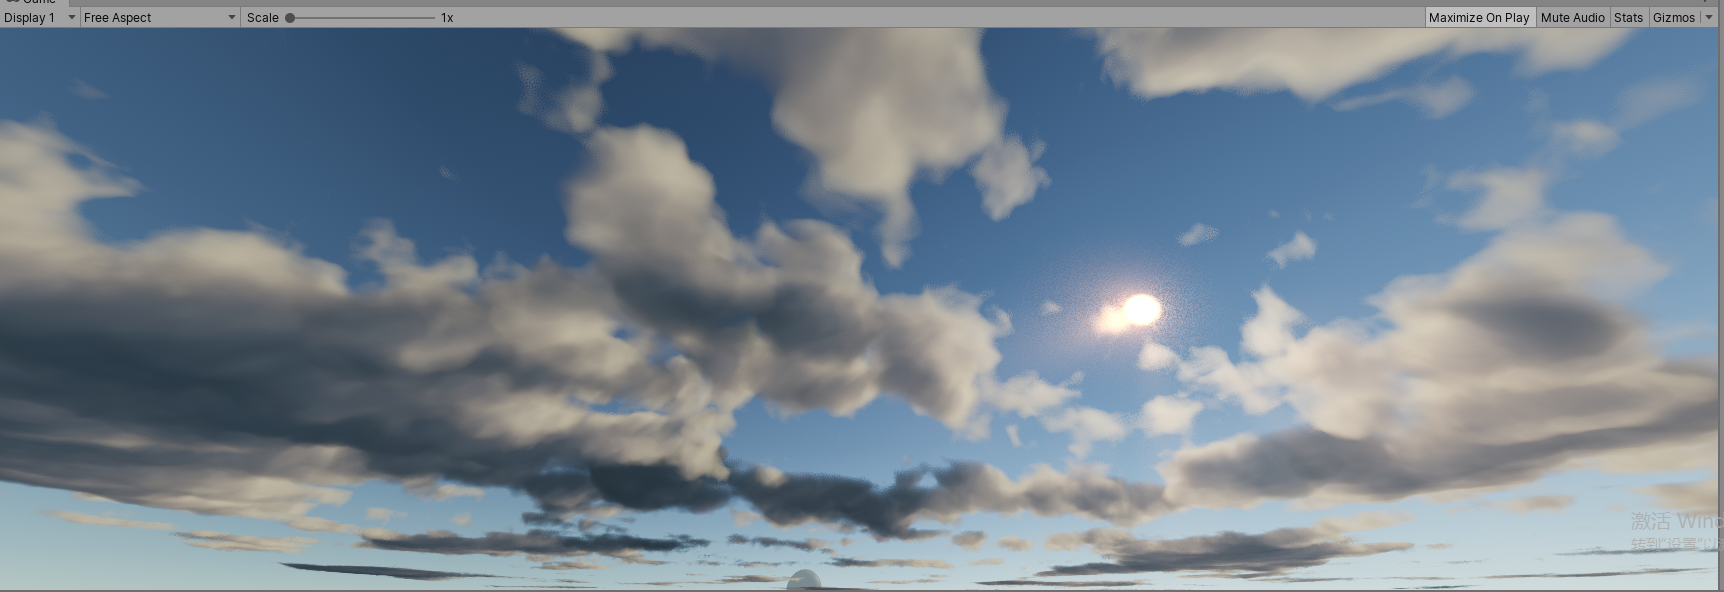 Display 1
Free Aspect
Scale
1x
Maximize On Play
Mute Audio
Stats
Gizmos
激活 Wind
转到"设置"以